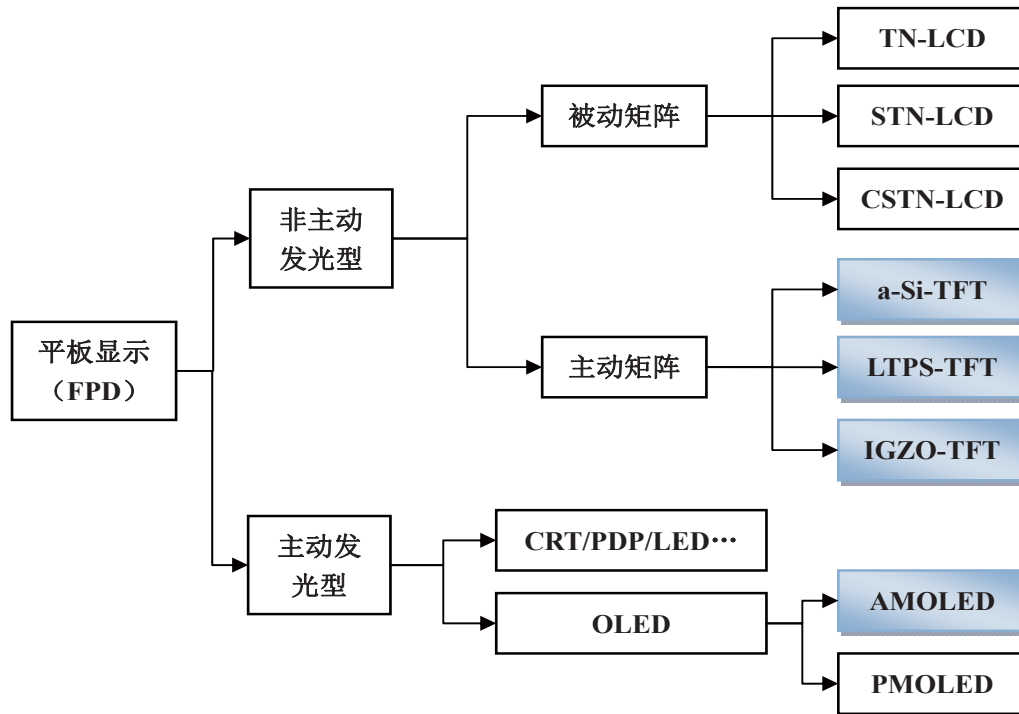 TN-LCD
被动矩阵
STN-LCD
CSTN-LCD
非主动
发光型
a-Si-TFT
平板显示
（FPD）
主动矩阵
LTPS-TFT
IGZO-TFT
主动发
光型
CRT/PDP/LED···
OLED
AMOLED
PMOLED